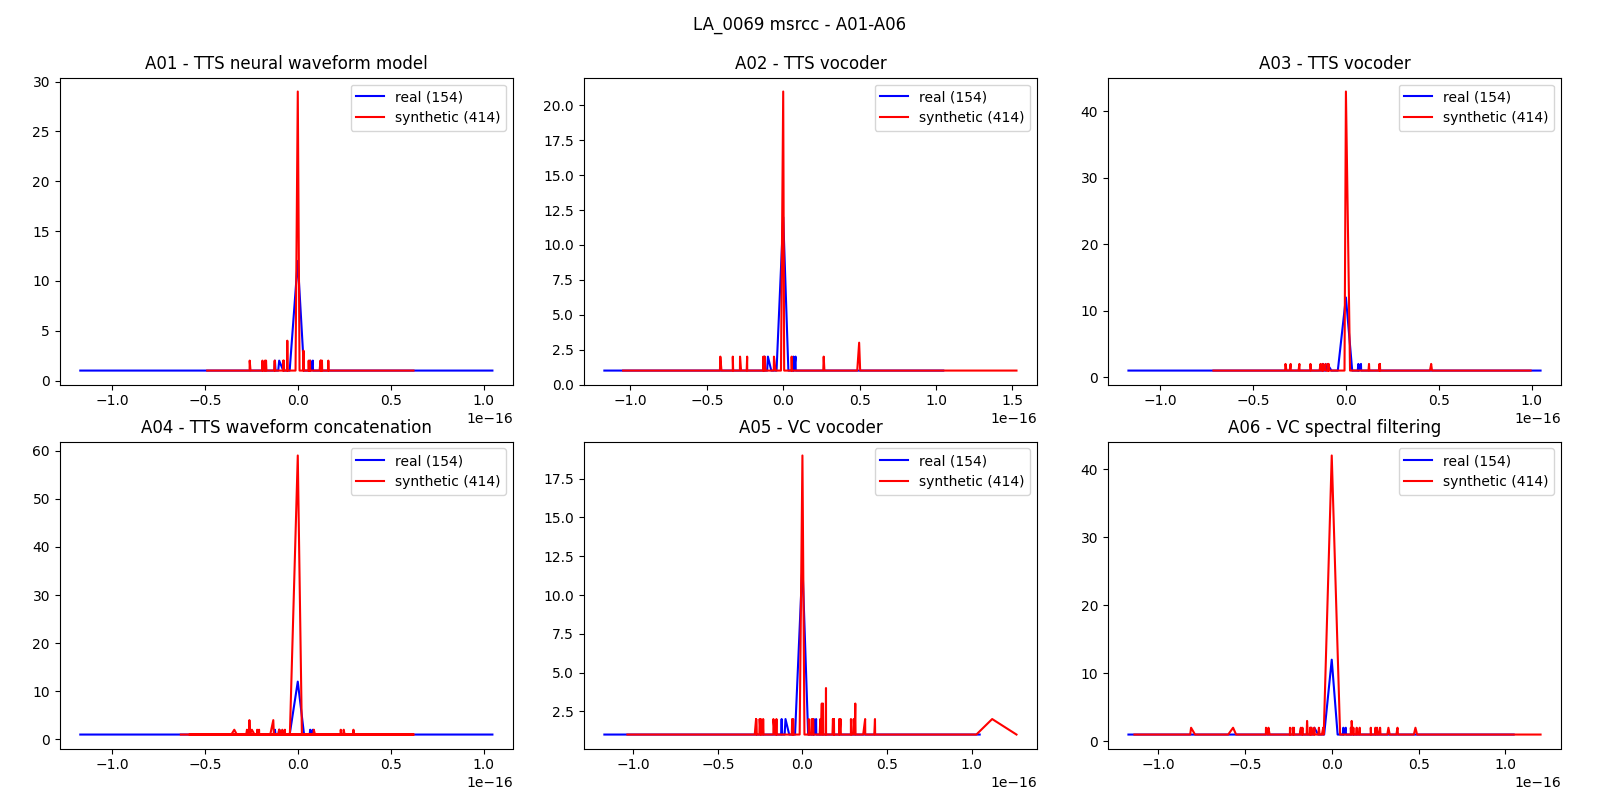 LA_0069 msrcc - A01-A06
A01 - TTS neural waveform model
30
25
20
15
10
5
0
−1.0
−0.5
0.0
0.5
1.0
1e−16
real (154)
synthetic (414)
A02 - TTS vocoder
20.0
17.5
15.0
12.5
10.0
7.5
5.0
2.5
0.0
−1.0
−0.5
0.0
0.5
1.0
1.5
1e−16
real (154)
synthetic (414)
A03 - TTS vocoder
40
30
20
10
0
−1.0
−0.5
0.0
0.5
1.0
1e−16
real (154)
synthetic (414)
A04 - TTS waveform concatenation
60
50
40
30
20
10
0
−1.0
−0.5
0.0
0.5
1.0
1e−16
real (154)
synthetic (414)
A05 - VC vocoder
17.5
15.0
12.5
10.0
7.5
5.0
2.5
−1.0
−0.5
0.0
0.5
1.0
1e−16
real (154)
synthetic (414)
A06 - VC spectral filtering
40
30
20
10
0
−1.0
−0.5
0.0
0.5
1.0
1e−16
real (154)
synthetic (414)